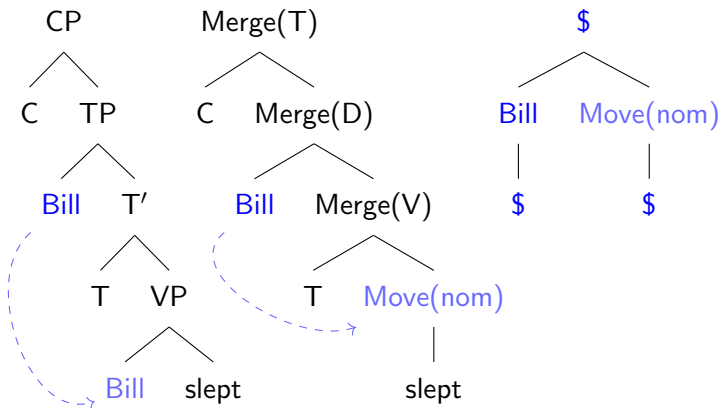 CP Merge(T) $
C TP C Merge(D) Bill Move(nom)
Bill T′ Bill Merge(V) $ $
T VP T Move(nom)
Bill slept slept